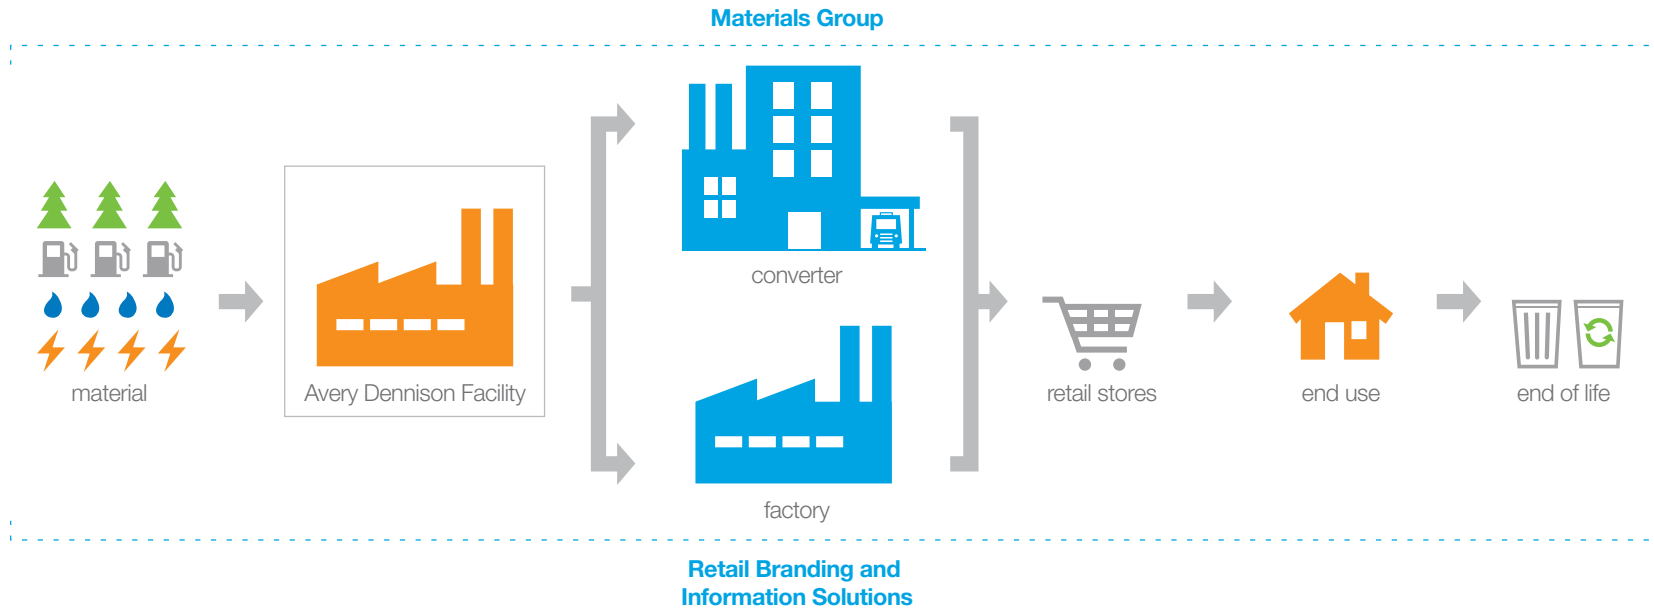 Materials Group
converter
material
Avery Dennison Facility
retail stores
end use
end of life
factory
Retail Branding and
Information Solutions